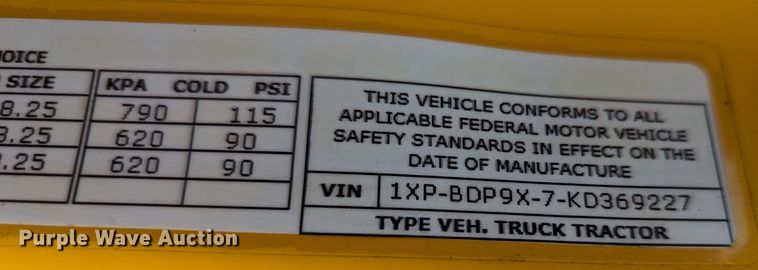 HOICE
SIZE KPA COLD PSI
8.25 790 115
8.25 620 90
.25 620 90
THIS VEHICLE CONFORMS TO ALL
APPLICABLE FEDERAL MOTOR VEHICLE
SAFETY STANDARDS IN EFFECT ON THE
DATE OF MANUFACTURE
VIN 1XP-BDP9X-7-KD369227
TYPE VEH. TRUCK TRACTOR
Purple Wave Auction